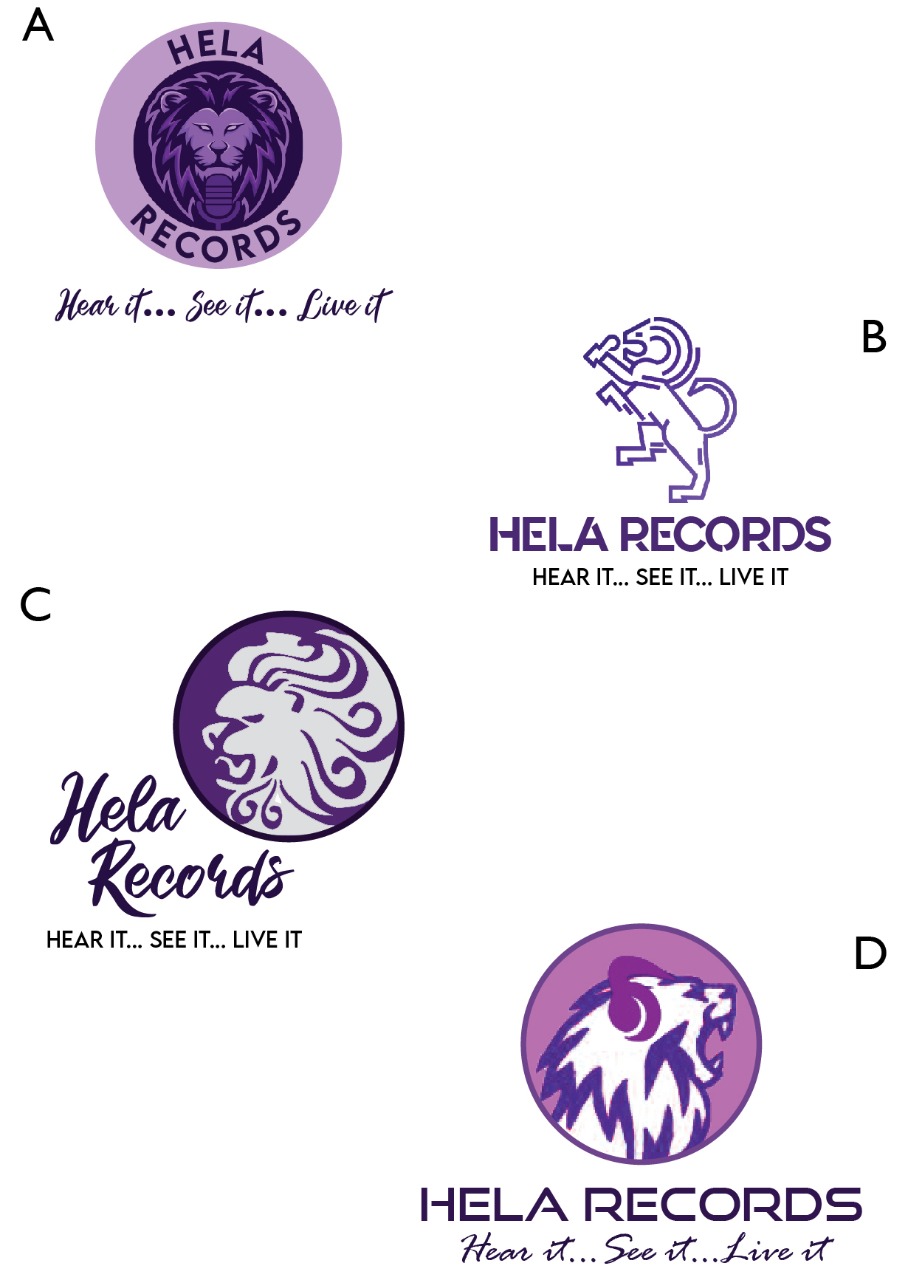 A
HELA
RECORDS
Hear it... See it... Live it
B
HELA RECORDS
HEAR IT... SEE IT... LIVE IT
C
Hela
Records
HEAR IT... SEE IT... LIVE IT
D
HELA RECORDS
Hear it...See it...Live it